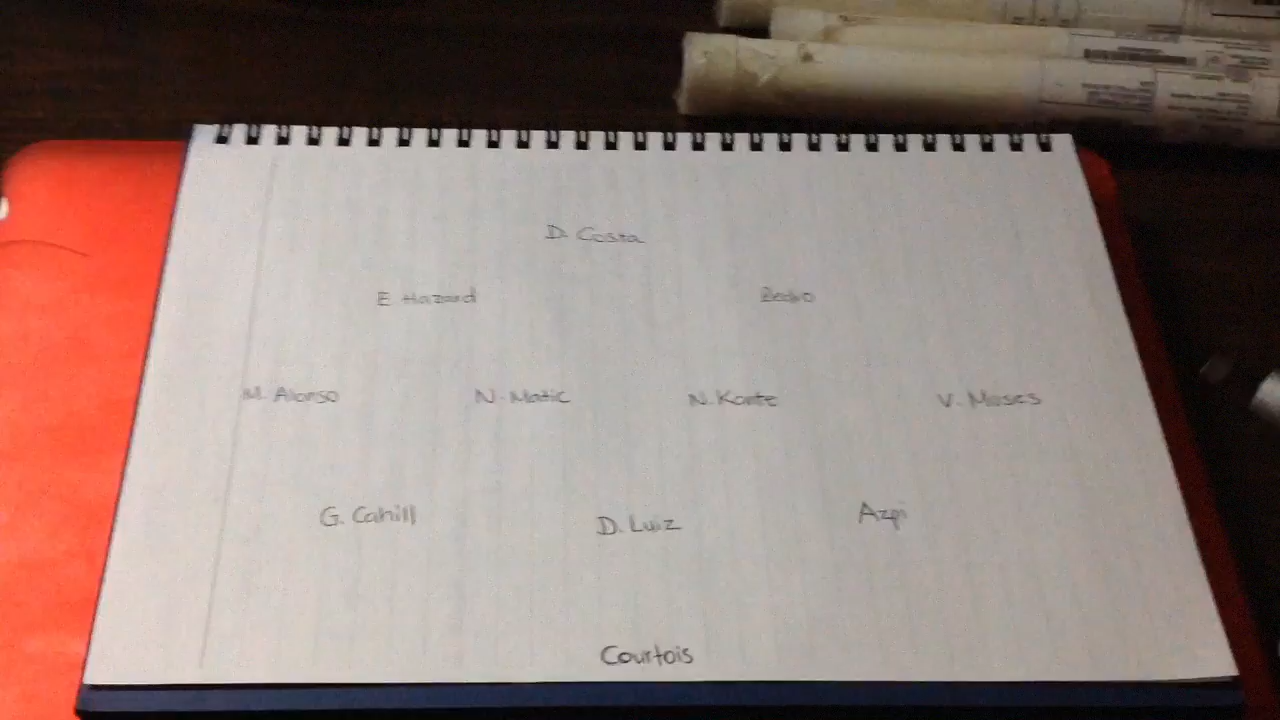 D. Costa
E. Hazard Pedro
M. Alonso N. Matic N. Kante V. Moses
G. Cahill D. Luiz Azpi
Courtois